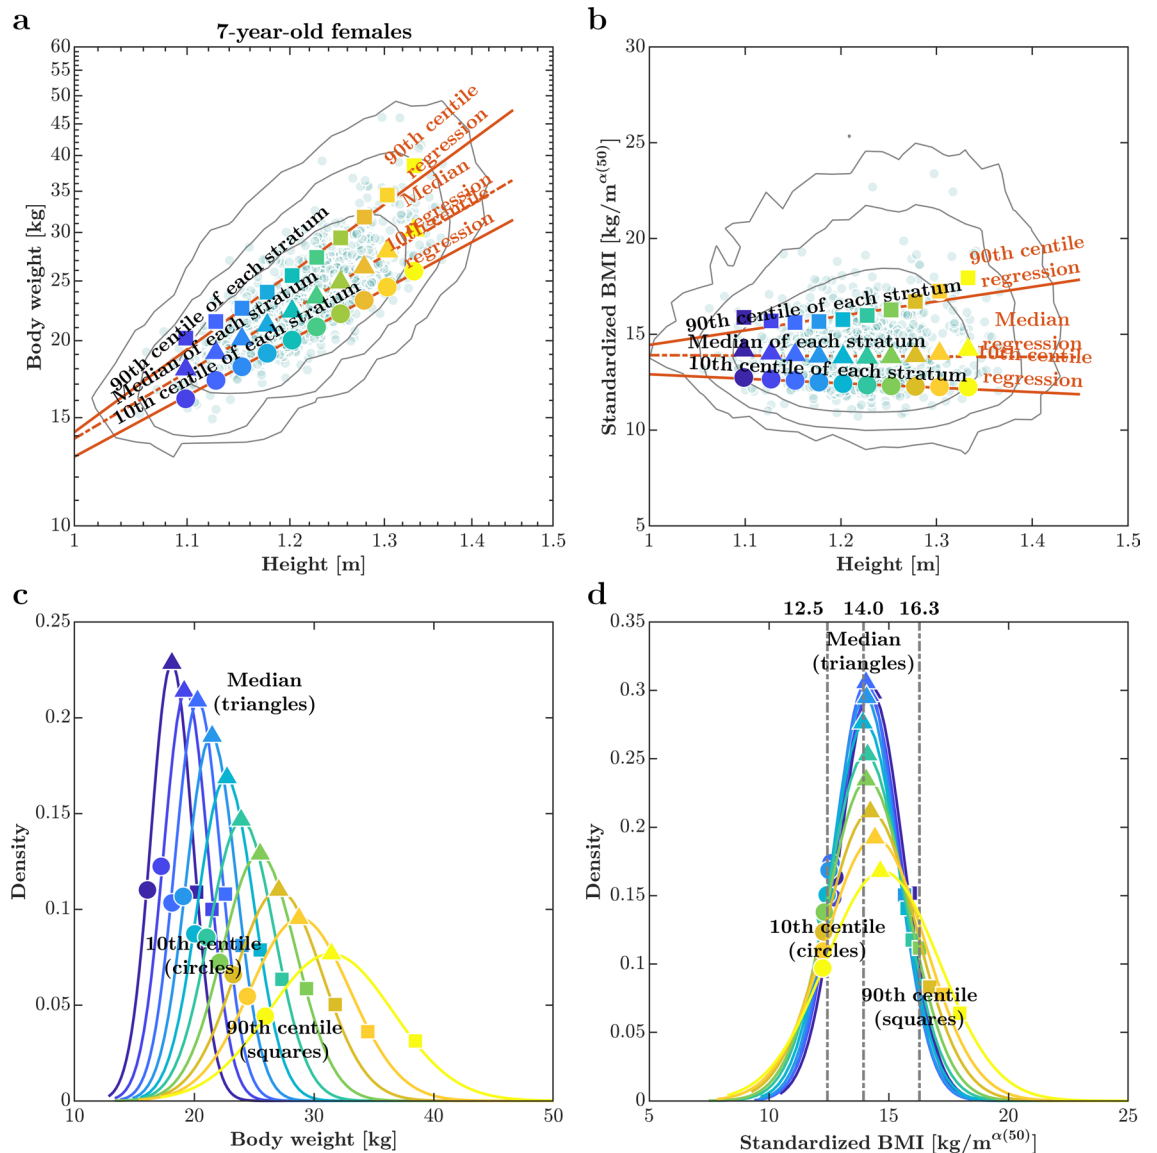 a
7-year-old females
60
55
50
45
40
35
30
25
20
15
10
Body weight [kg]
90th centile
regression
Median
regression
10th centile
regression
90th centile of each stratum
Median of each stratum
10th centile of each stratum
1
1.1
1.2
1.3
1.4
1.5
Height [m]
b
30
25
20
15
10
5
Standardized BMI [kg/m^α(50)]
90th centile
regression
Median
regression
10th centile
regression
90th centile of each stratum
Median of each stratum
10th centile of each stratum
1
1.1
1.2
1.3
1.4
1.5
Height [m]
c
0.25
0.2
0.15
0.1
0.05
0
Density
Median
(triangles)
10th centile
(circles)
90th centile
(squares)
10
20
30
40
50
Body weight [kg]
d
12.5 14.0 16.3
0.35
0.3
0.25
0.2
0.15
0.1
0.05
0
Density
Median
(triangles)
10th centile
(circles)
90th centile
(squares)
5
10
15
20
25
Standardized BMI [kg/m^α(50)]